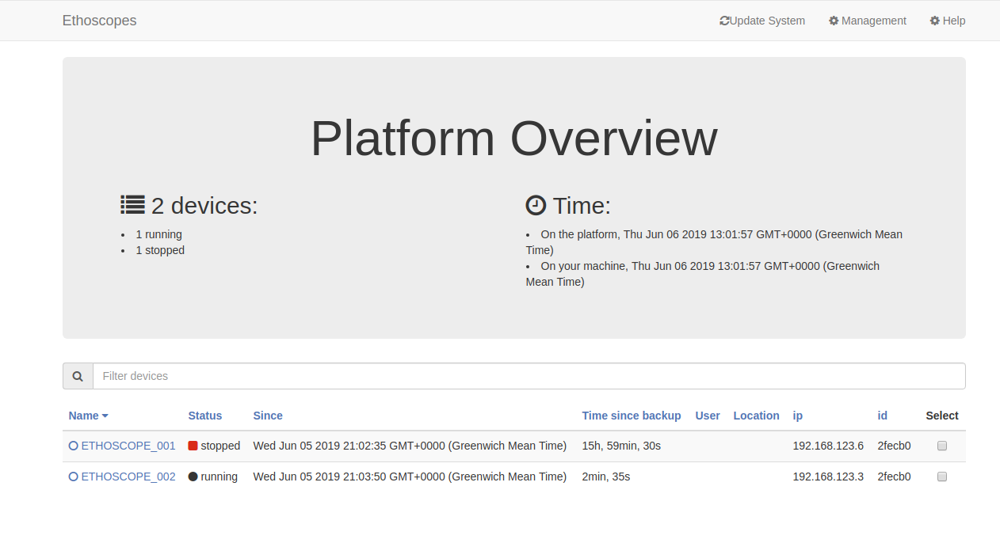 Ethoscopes Update System Management Help
Platform Overview
2 devices:
1 running
1 stopped
Time:
On the platform, Thu Jun 06 2019 13:01:57 GMT+0000 (Greenwich Mean
Time)
On your machine, Thu Jun 06 2019 13:01:57 GMT+0000 (Greenwich
Mean Time)
Filter devices
Name Status Since Time since backup User Location ip id Select
ETHOSCOPE_001 stopped Wed Jun 05 2019 21:02:35 GMT+0000 (Greenwich Mean Time) 15h, 59min, 30s 192.168.123.6 2fecb0
ETHOSCOPE_002 running Wed Jun 05 2019 21:03:50 GMT+0000 (Greenwich Mean Time) 2min, 35s 192.168.123.3 2fecb0